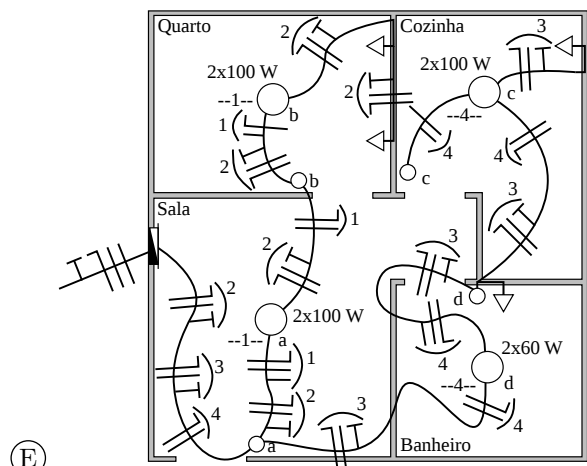 Quarto
2
Cozinha
3
2x100 W
2x100 W
--1--
b
2
c
1
--4--
4
4
2
b
c
Sala
3
1
2
3
2
d
2x100 W
2x60 W
--1--
a
1
4
3
--4--
d
2
4
3
4
a
Banheiro
E